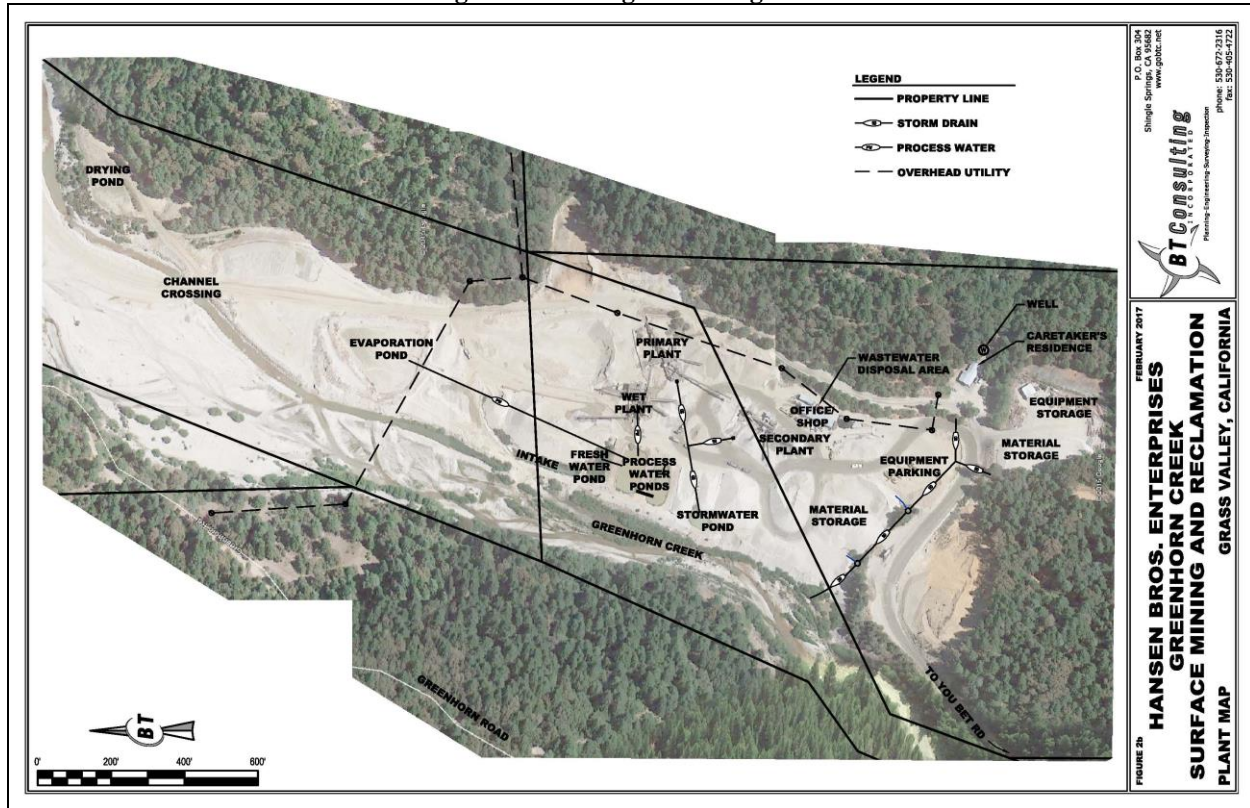 LEGEND
PROPERTY LINE
STORM DRAIN
PROCESS WATER
OVERHEAD UTILITY
DRYING
POND
CHANNEL
CROSSING
EVAPORATION
POND
PRIMARY
PLANT
WET
PLANT
INTAKE
FRESH
WATER
POND
PROCESS
WATER
PONDS
STORMWATER
POND
GREENHORN CREEK
WELL
CARETAKER'S
RESIDENCE
WASTEWATER
DISPOSAL AREA
OFFICE/
SHOP
SECONDARY
PLANT
EQUIPMENT
STORAGE
MATERIAL
STORAGE
EQUIPMENT
PARKING
MATERIAL
STORAGE
TO YOU BET RD
GREENHORN ROAD
BT
0' 200' 400' 600'
P.O. Box 304
Shingle Springs, CA 95682
www.gobtc.net
BT Consulting
INCORPORATED
Planning-Engineering-Surveying-Inspection
phone: 530-672-2316
fax: 530-405-4722
FIGURE 2b FEBRUARY 2017
HANSEN BROS. ENTERPRISES
GREENHORN CREEK
SURFACE MINING AND RECLAMATION
PLANT MAP GRASS VALLEY, CALIFORNIA